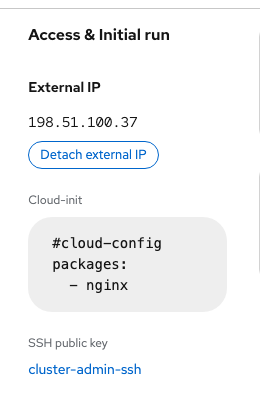 Access & Initial run
External IP
198.51.100.37
Detach external IP
Cloud-init
#cloud-config
packages:
  - nginx
SSH public key
cluster-admin-ssh